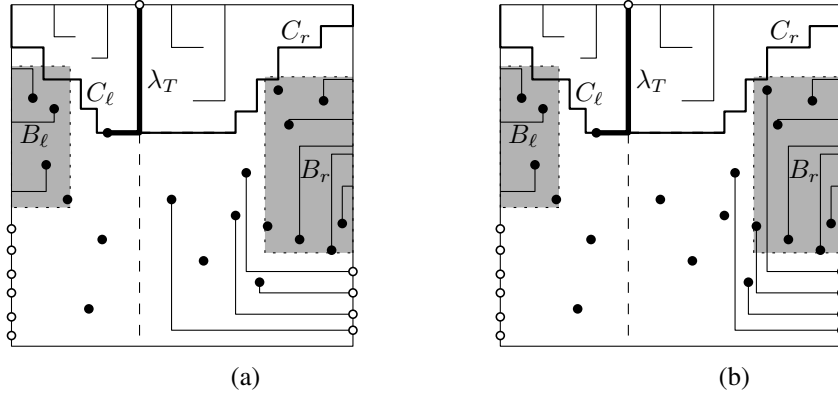 C_r C_r
λ_T λ_T
C_ℓ C_ℓ
B_ℓ B_ℓ
B_r B_r
(a) (b)